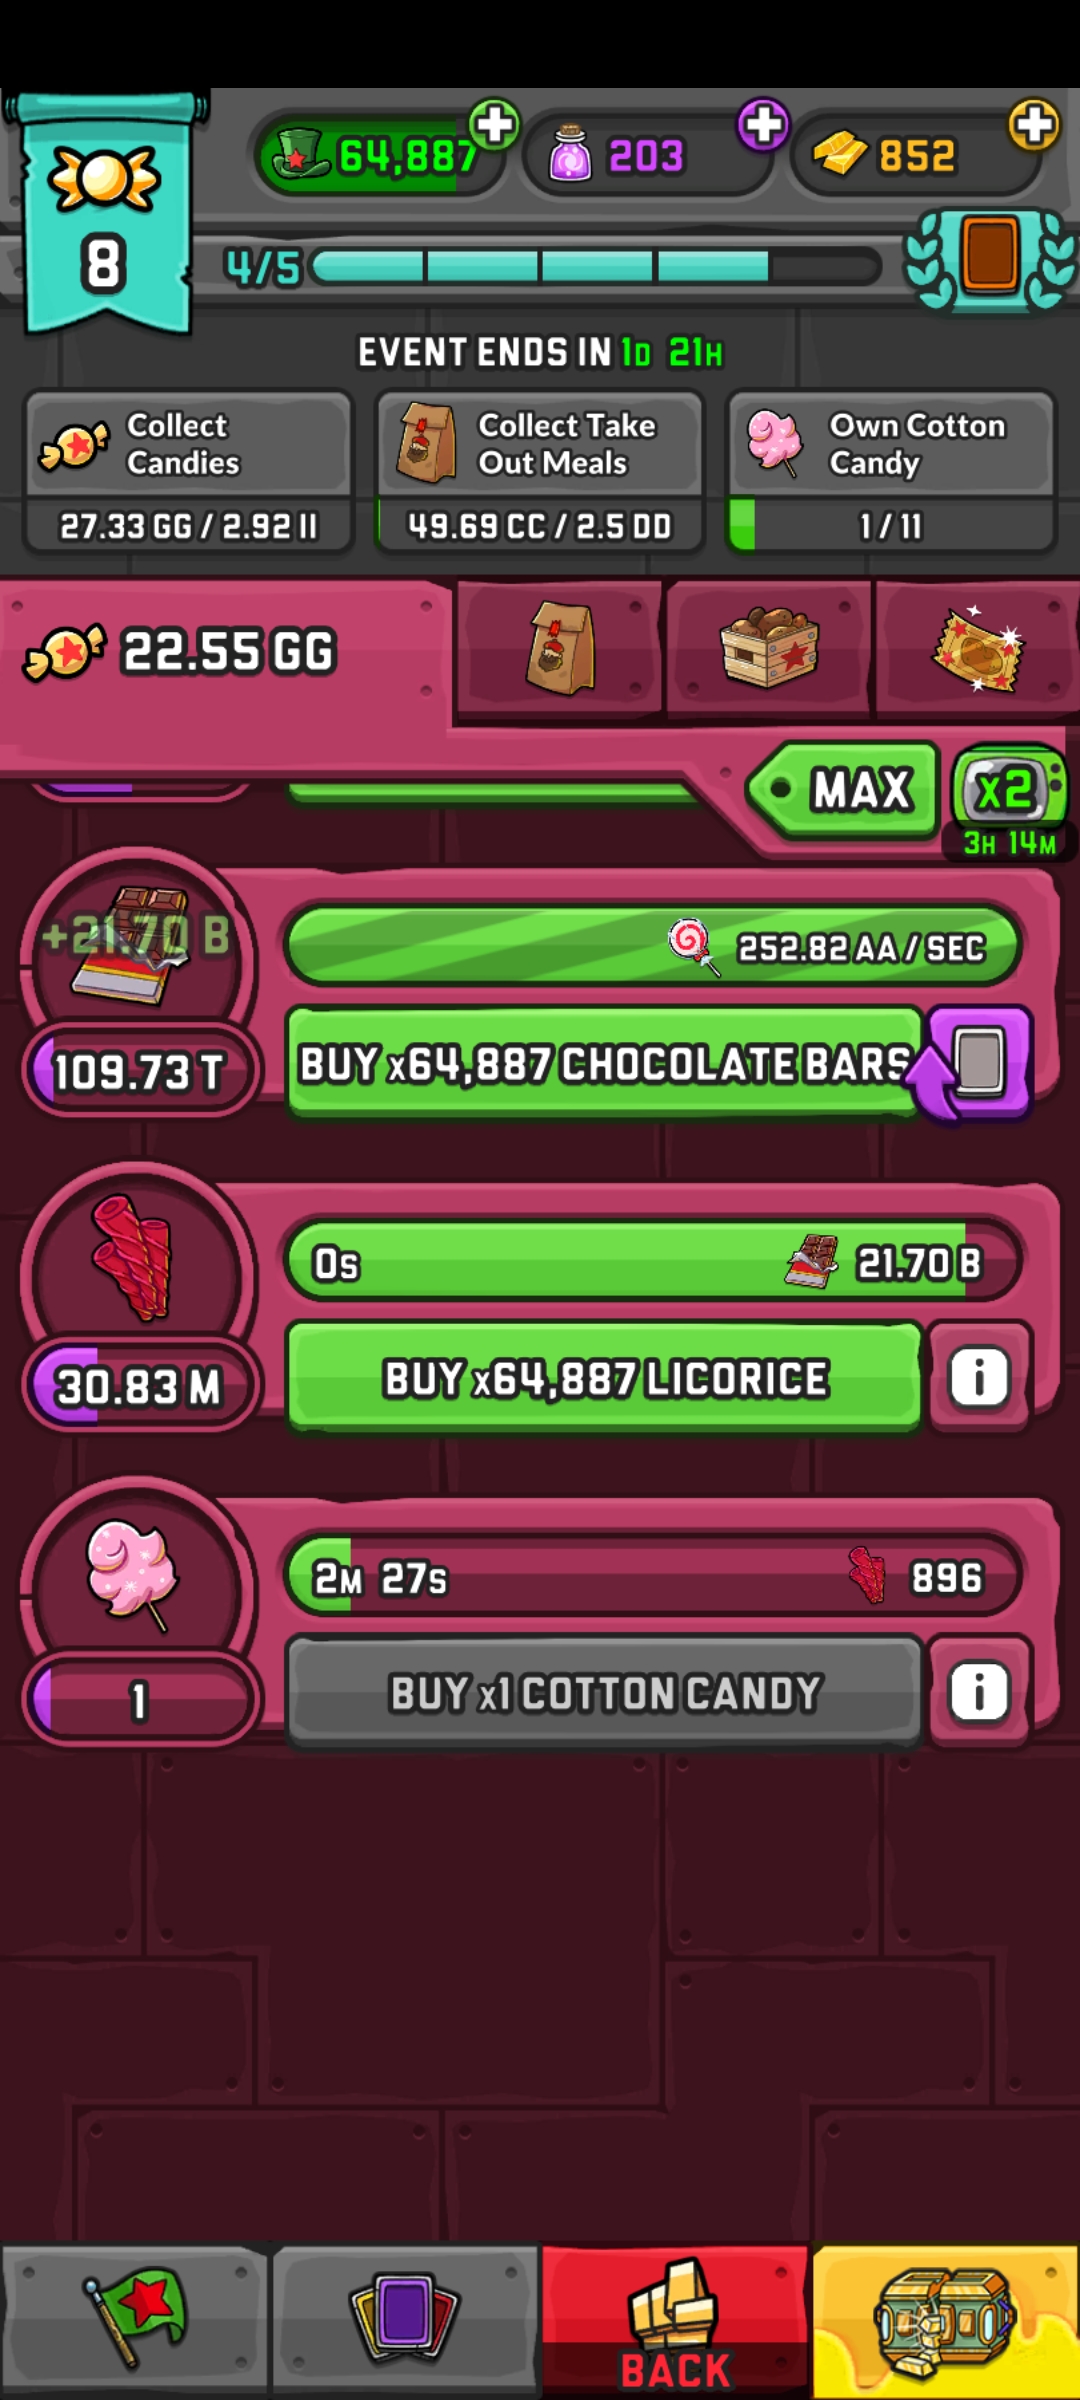 64,887
203
852
8
4/5
EVENT ENDS IN 1D 21H
Collect
Candies
27.33 GG / 2.92 II
Collect Take
Out Meals
49.69 CC / 2.5 DD
Own Cotton
Candy
1 / 11
22.55 GG
MAX
x2
3H 14M
+21.70 B
252.82 AA / SEC
109.73 T
BUY x64,887 CHOCOLATE BARS
0s
21.70 B
30.83 M
BUY x64,887 LICORICE
i
2M 27s
896
1
BUY x1 COTTON CANDY
i
BACK